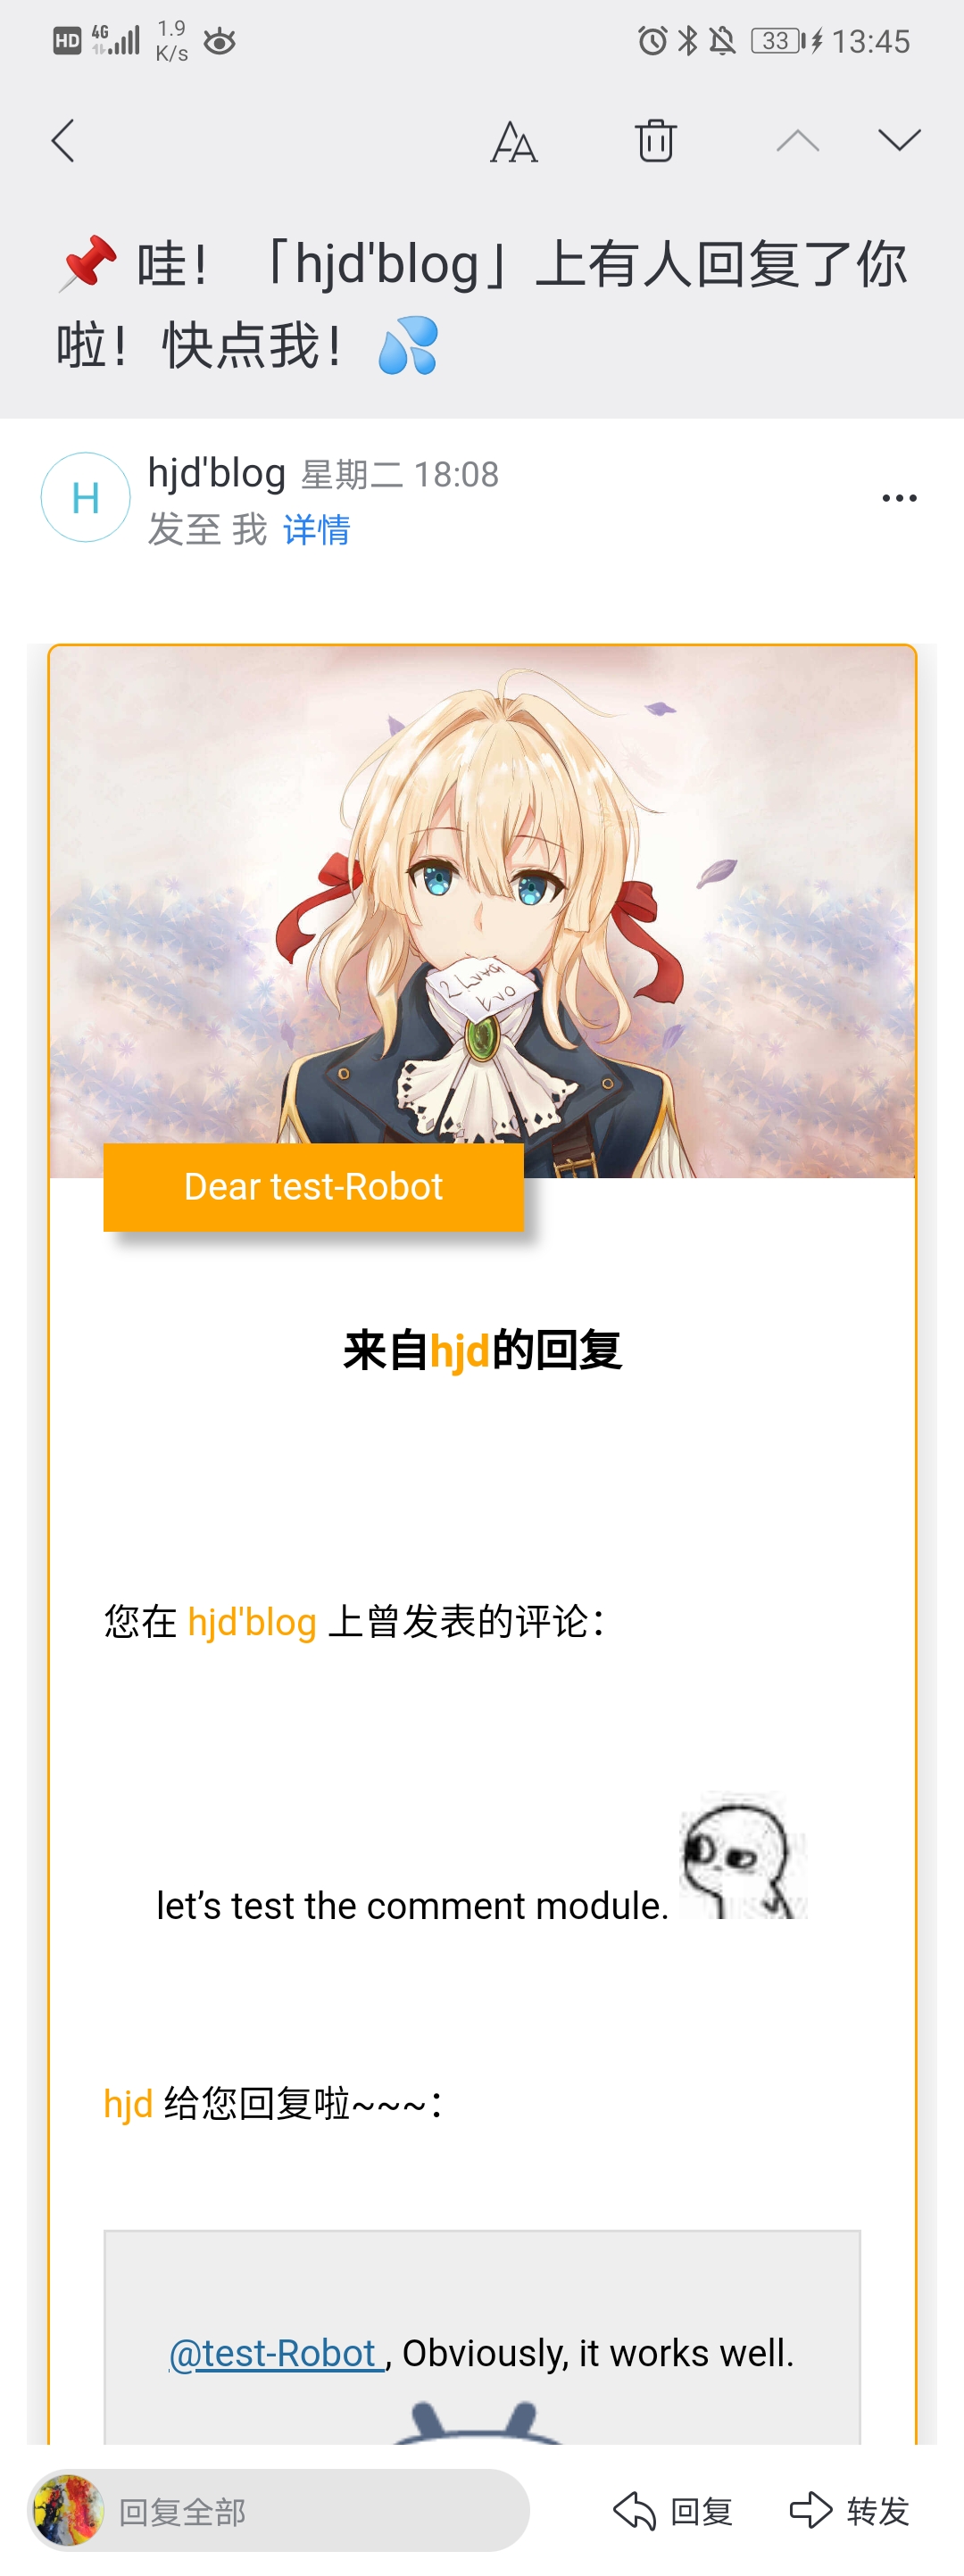 HD 4G 1.9 K/s 33 13:45
📌 哇！「hjd'blog」上有人回复了你
啦！快点我！💦
H
hjd'blog 星期二 18:08
发至 我 详情
Dear test-Robot
来自hjd的回复
您在 hjd'blog 上曾发表的评论：
let’s test the comment module.
hjd 给您回复啦~~~：
@test-Robot , Obviously, it works well.
回复全部 回复 转发